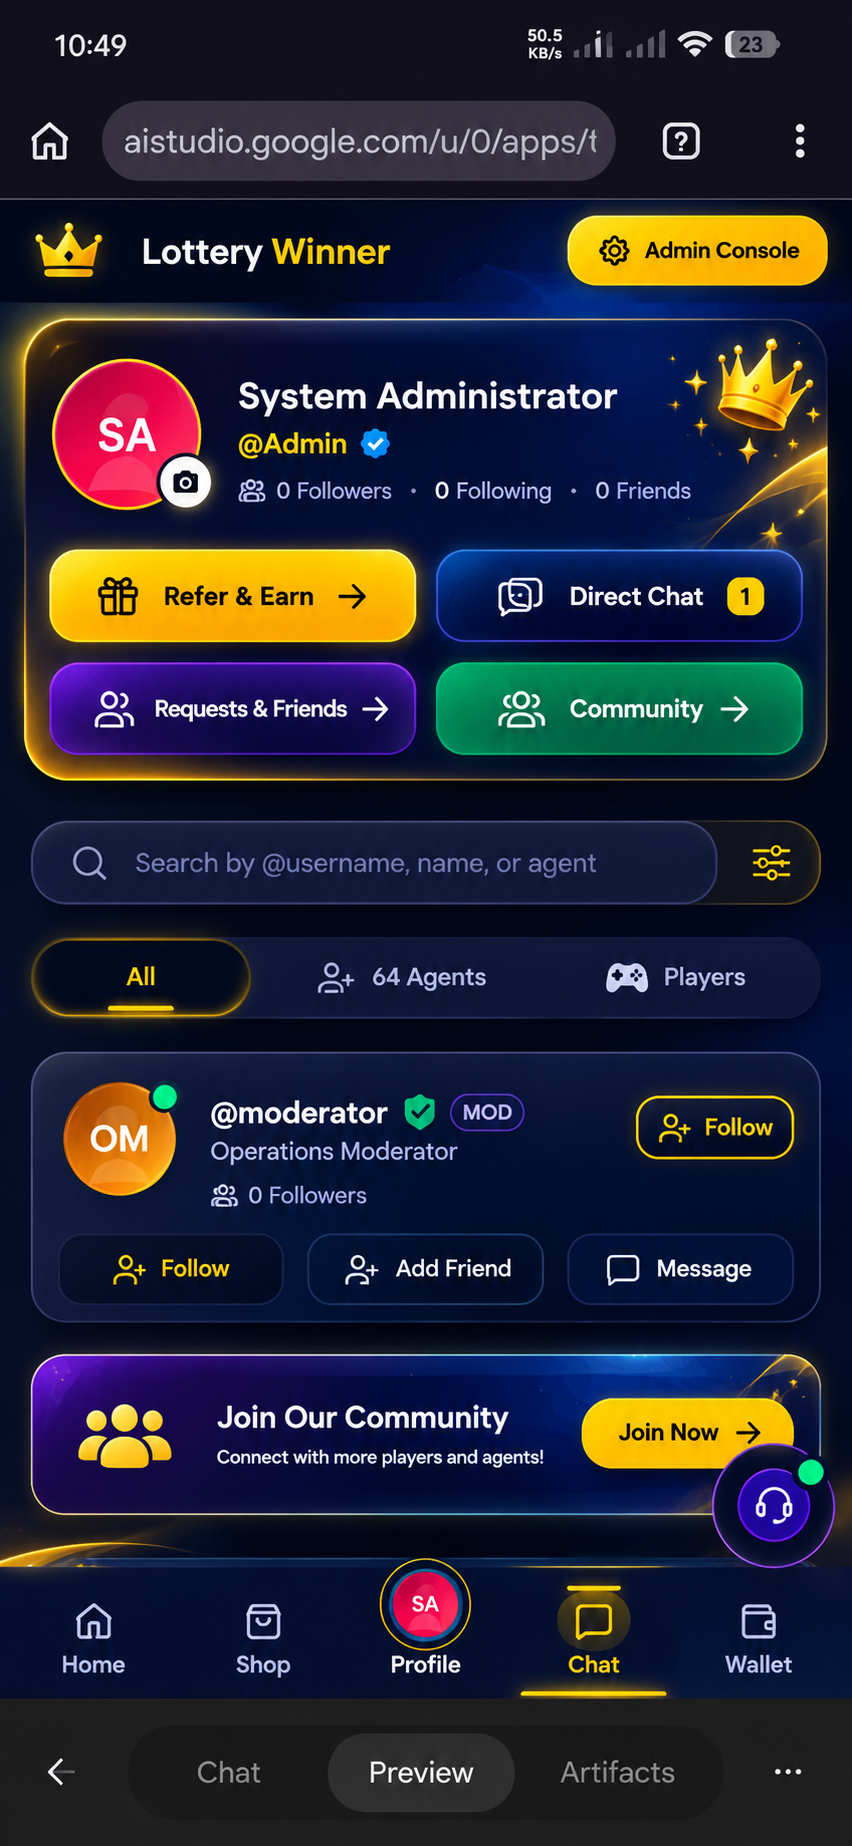 10:49
50.5
KB/s
23
aistudio.google.com/u/0/apps/t
Lottery Winner
Admin Console
SA
System Administrator
@Admin
0 Followers • 0 Following • 0 Friends
Refer & Earn
Direct Chat 1
Requests & Friends
Community
Search by @username, name, or agent
All
64 Agents
Players
OM
@moderator
MOD
Follow
Operations Moderator
0 Followers
Follow
Add Friend
Message
Join Our Community
Connect with more players and agents!
Join Now
Home
Shop
SA
Profile
Chat
Wallet
Chat
Preview
Artifacts